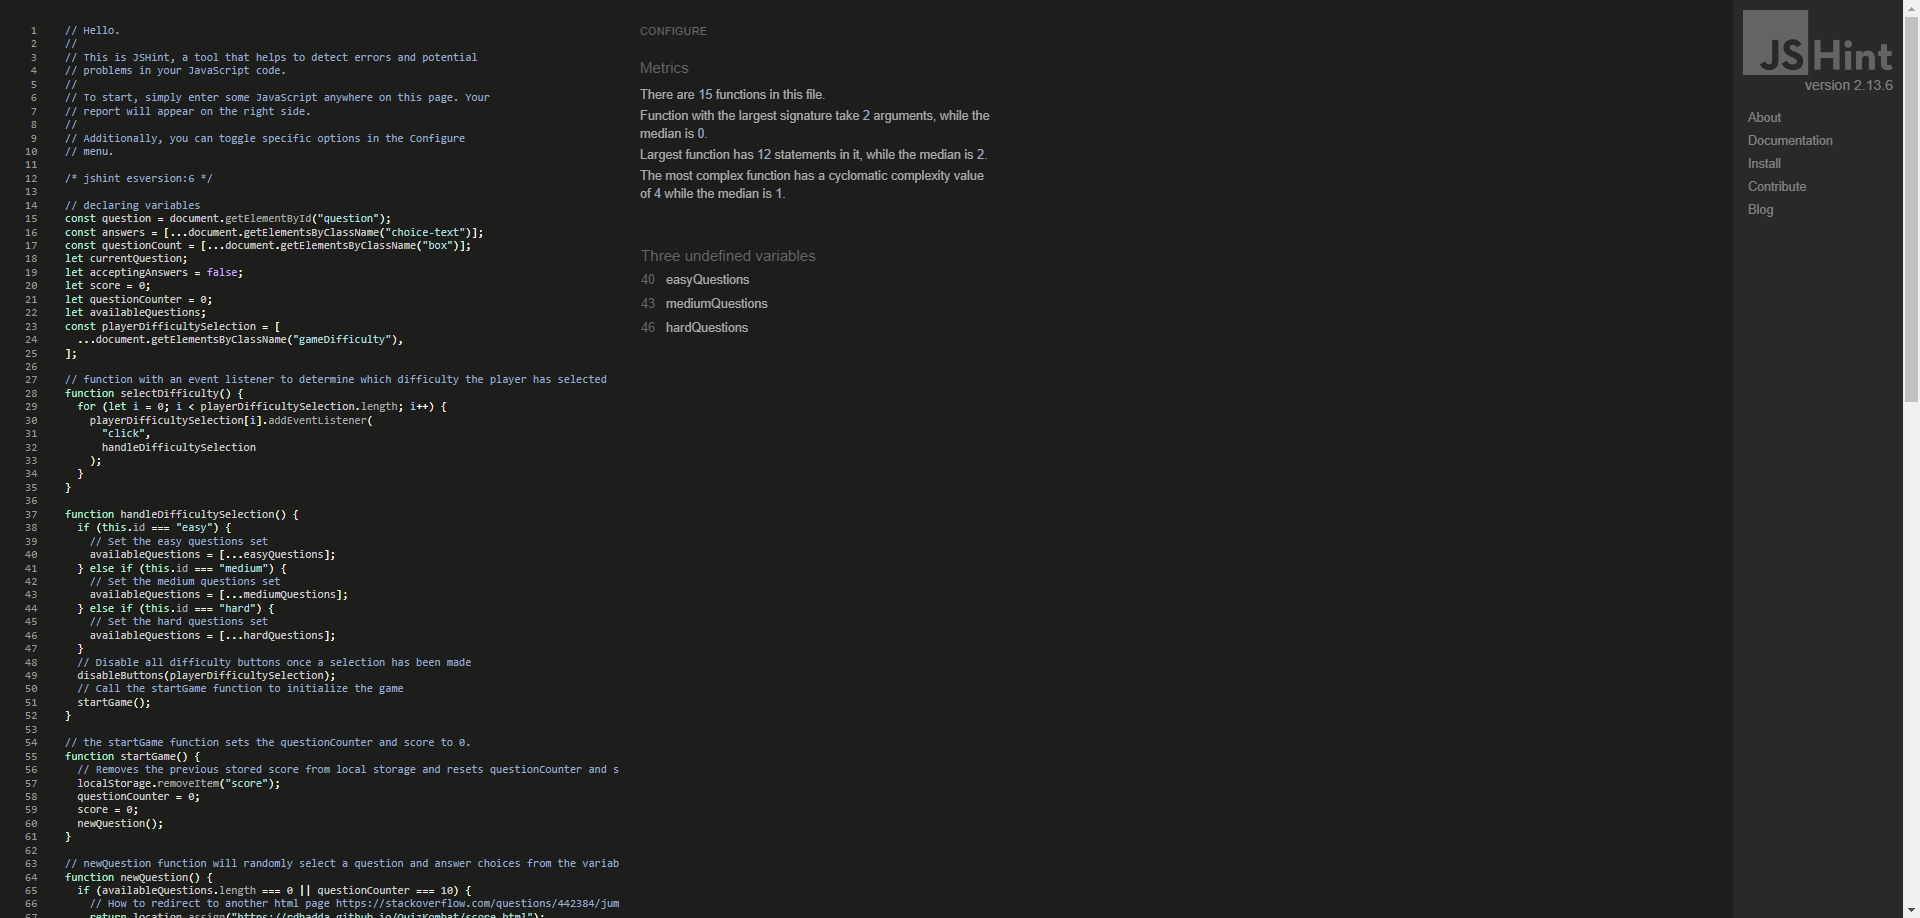 1 // Hello.
2 //
3 // This is JSHint, a tool that helps to detect errors and potential
4 // problems in your JavaScript code.
5 //
6 // To start, simply enter some JavaScript anywhere on this page. Your
7 // report will appear on the right side.
8 //
9 // Additionally, you can toggle specific options in the Configure
10 // menu.
11
12 /* jshint esversion:6 */
13
14 // declaring variables
15 const question = document.getElementById("question");
16 const answers = [...document.getElementsByClassName("choice-text")];
17 const questionCount = [...document.getElementsByClassName("box")];
18 let currentQuestion;
19 let acceptingAnswers = false;
20 let score = 0;
21 let questionCounter = 0;
22 let availableQuestions;
23 const playerDifficultySelection = [
24 ...document.getElementsByClassName("gameDifficulty"),
25 ];
26
27 // function with an event listener to determine which difficulty the player has selected
28 function selectDifficulty() {
29 for (let i = 0; i < playerDifficultySelection.length; i++) {
30 playerDifficultySelection[i].addEventListener(
31 "click",
32 handleDifficultySelection
33 );
34 }
35 }
36
37 function handleDifficultySelection() {
38 if (this.id === "easy") {
39 // Set the easy questions set
40 availableQuestions = [...easyQuestions];
41 } else if (this.id === "medium") {
42 // Set the medium questions set
43 availableQuestions = [...mediumQuestions];
44 } else if (this.id === "hard") {
45 // Set the hard questions set
46 availableQuestions = [...hardQuestions];
47 }
48 // Disable all difficulty buttons once a selection has been made
49 disableButtons(playerDifficultySelection);
50 // Call the startGame function to initialize the game
51 startGame();
52 }
53
54 // the startGame function sets the questionCounter and score to 0.
55 function startGame() {
56 // Removes the previous stored score from local storage and resets questionCounter and s
57 localStorage.removeItem("score");
58 questionCounter = 0;
59 score = 0;
60 newQuestion();
61 }
62
63 // newQuestion function will randomly select a question and answer choices from the variab
64 function newQuestion() {
65 if (availableQuestions.length === 0 || questionCounter === 10) {
66 // How to redirect to another html page https://stackoverflow.com/questions/442384/jum
67 return location.assign("https://rdhadda.github.io/QuizKombat/score.html");
CONFIGURE
Metrics
There are 15 functions in this file.
Function with the largest signature take 2 arguments, while the
median is 0.
Largest function has 12 statements in it, while the median is 2.
The most complex function has a cyclomatic complexity value
of 4 while the median is 1.
Three undefined variables
40 easyQuestions
43 mediumQuestions
46 hardQuestions
JSHint
version 2.13.6
About
Documentation
Install
Contribute
Blog